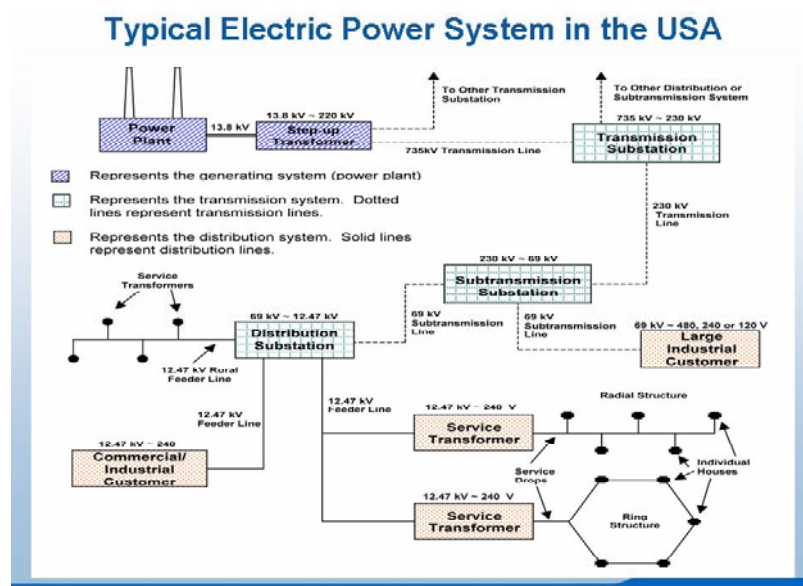 Typical Electric Power System in the USA
To Other Transmission
Substation
To Other Distribution or
Subtransmission System
13.8 kV ~ 220 kV
735 kV ~ 230 kV
Power
Plant
13.8 kV
Step-up
Transformer
Transmission
Substation
735kV Transmission Line
Represents the generating system (power plant)
Represents the transmission system. Dotted
lines represent transmission lines.
Represents the distribution system. Solid lines
represent distribution lines.
230 kV
Transmission
Line
230 kV ~ 69 kV
Subtransmission
Substation
Service
Transformers
69 kV ~ 12.47 kV
Distribution
Substation
69 kV
Subtransmission
Line
69 kV
Subtransmission
Line
69 kV ~ 480, 240 or 120 V
Large
Industrial
Customer
12.47 kV Rural
Feeder Line
12.47 kV
Feeder Line
12.47 kV
Feeder Line
12.47 kV ~ 240 V
Service
Transformer
Radial Structure
12.47 kV ~ 240
Commercial/
Industrial
Customer
Service
Drops
Individual
Houses
12.47 kV ~ 240 V
Service
Transformer
Ring
Structure